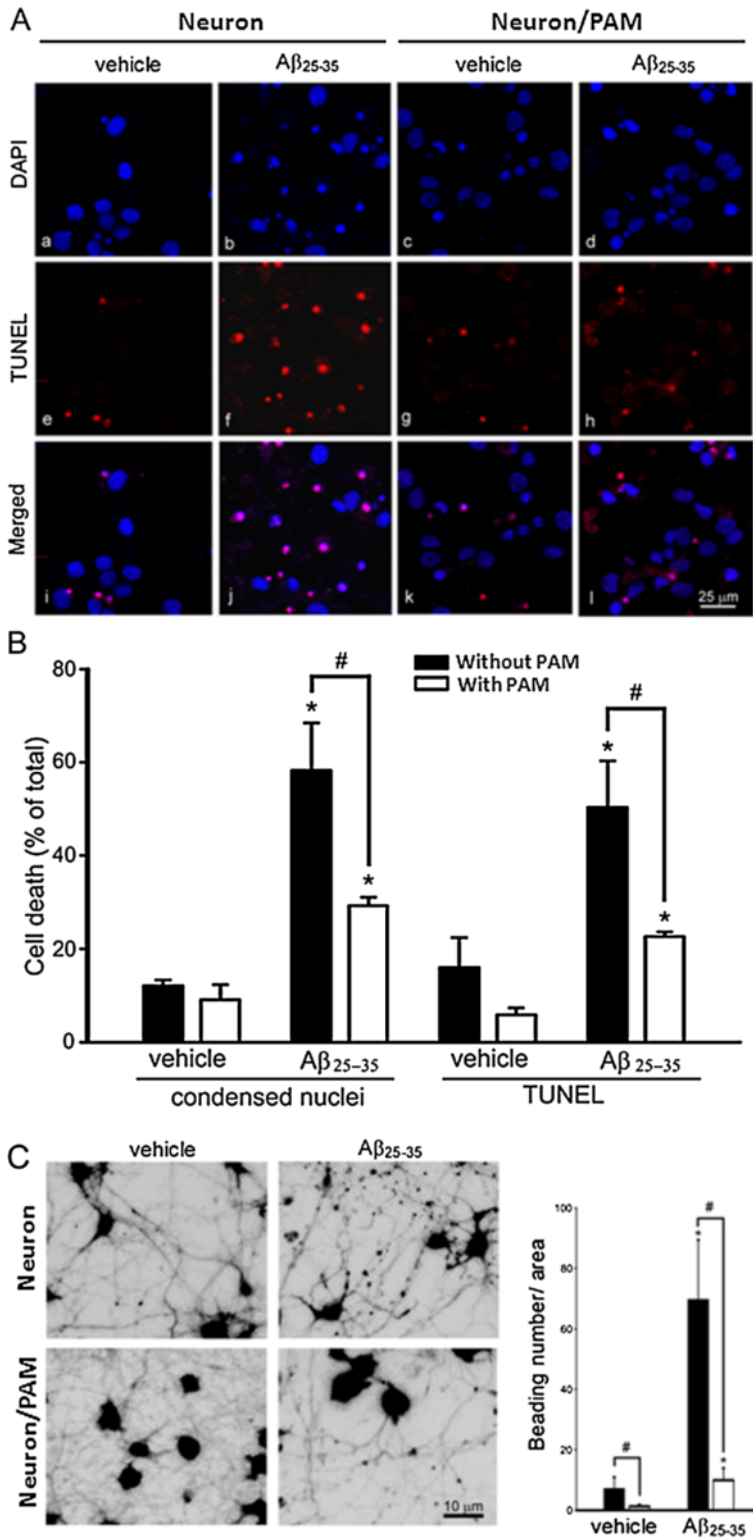 A
Neuron Neuron/PAM
vehicle Aβ25-35 vehicle Aβ25-35
DAPI
a b c d
TUNEL
e f g h
Merged
i j k l
25 μm
B
Cell death (% of total)
80
60
40
20
0
Without PAM
With PAM
# #
* * * *
vehicle Aβ25–35 vehicle Aβ25–35
condensed nuclei TUNEL
C
vehicle Aβ25-35
Neuron
Neuron/PAM
10 μm
Beading number/ area
100
80
60
40
20
0
# #
* *
vehicle Aβ25-35